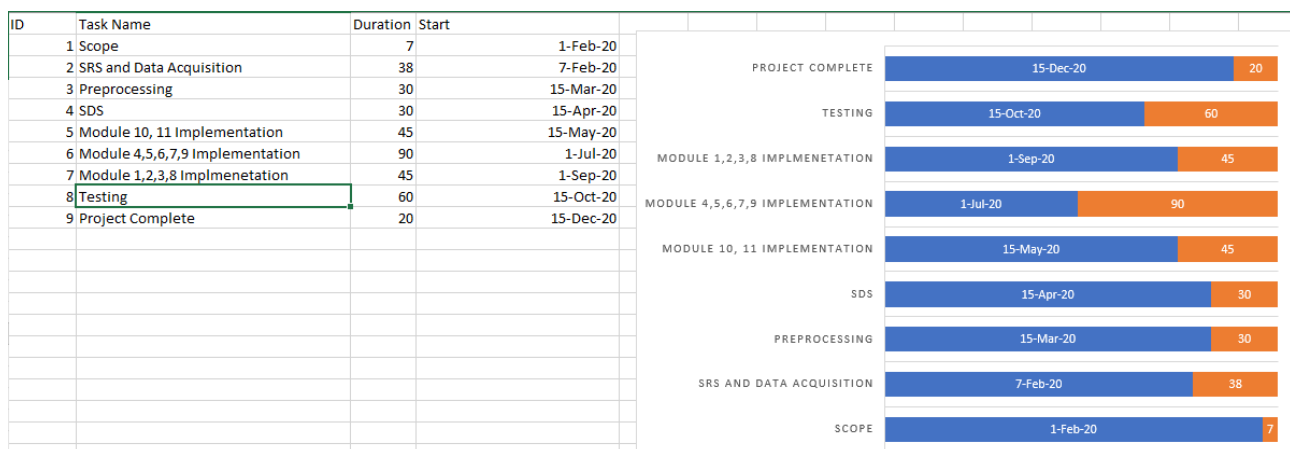 ID Task Name Duration Start
1 Scope 7 1-Feb-20
2 SRS and Data Acquisition 38 7-Feb-20
3 Preprocessing 30 15-Mar-20
4 SDS 30 15-Apr-20
5 Module 10, 11 Implementation 45 15-May-20
6 Module 4,5,6,7,9 Implementation 90 1-Jul-20
7 Module 1,2,3,8 Implmenetation 45 1-Sep-20
8 Testing 60 15-Oct-20
9 Project Complete 20 15-Dec-20
PROJECT COMPLETE 15-Dec-20 20
TESTING 15-Oct-20 60
MODULE 1,2,3,8 IMPLMENETATION 1-Sep-20 45
MODULE 4,5,6,7,9 IMPLEMENTATION 1-Jul-20 90
MODULE 10, 11 IMPLEMENTATION 15-May-20 45
SDS 15-Apr-20 30
PREPROCESSING 15-Mar-20 30
SRS AND DATA ACQUISITION 7-Feb-20 38
SCOPE 1-Feb-20 7